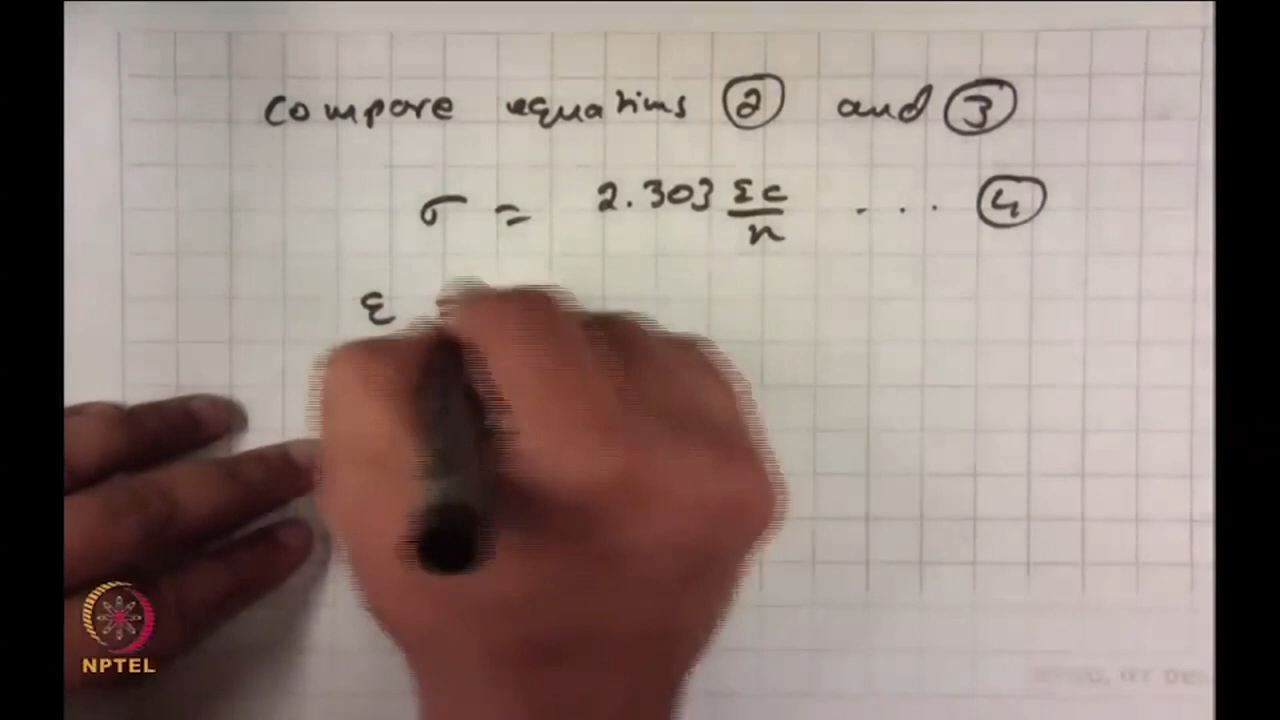 compare equations ② and ③
σ = 2.303 εc/n ... ④
ε
NPTEL